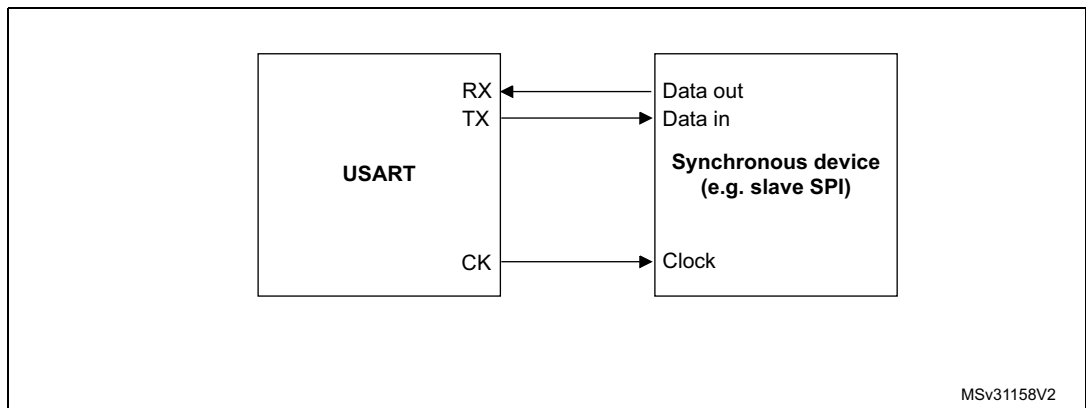 RX
Data out
TX
Data in
USART
Synchronous device
(e.g. slave SPI)
CK
Clock
MSv31158V2